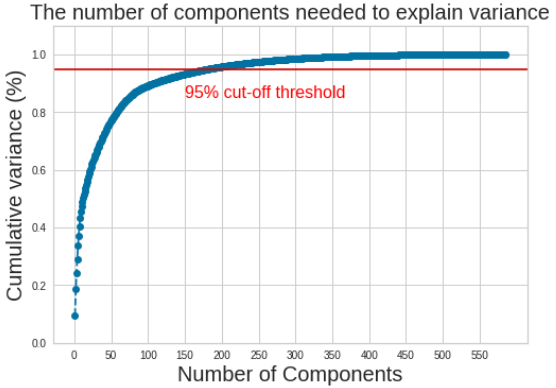 The number of components needed to explain variance
1.0
0.8
0.6
0.4
0.2
0.0
Cumulative variance (%)
95% cut-off threshold
0 50 100 150 200 250 300 350 400 450 500 550
Number of Components